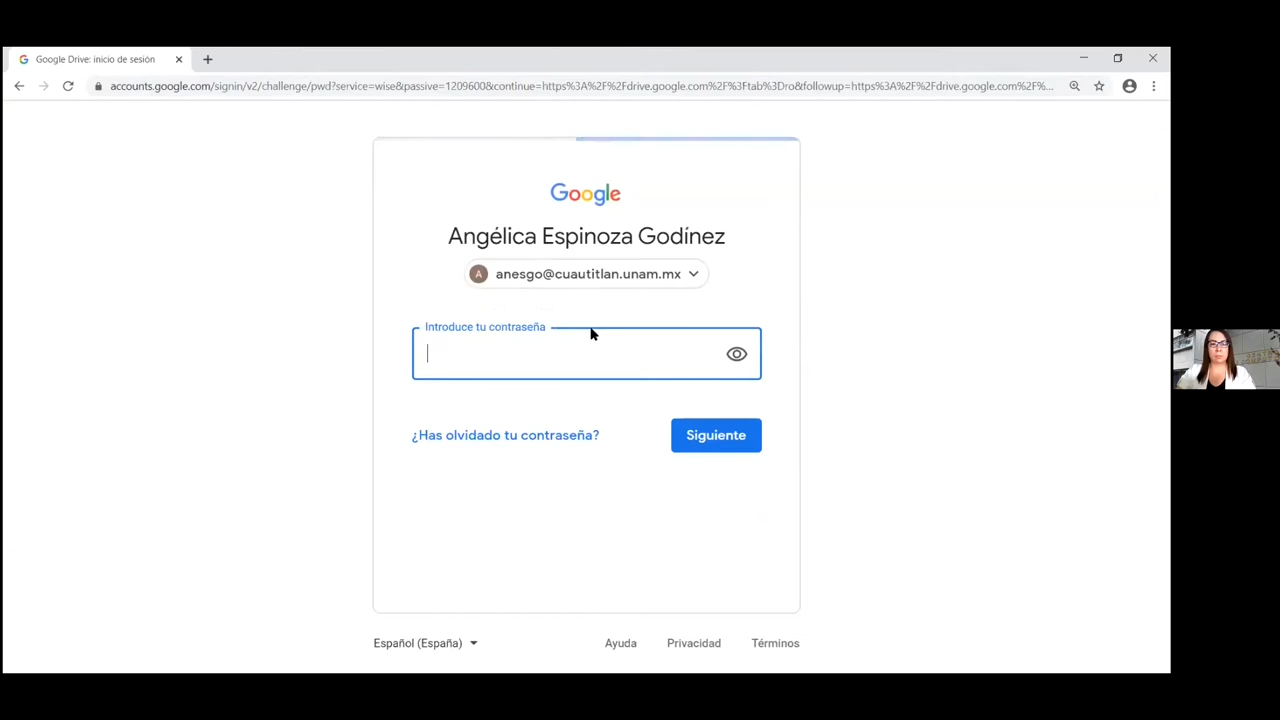 Google Drive: inicio de sesión
accounts.google.com/signin/v2/challenge/pwd?service=wise&passive=1209600&continue=https%3A%2F%2Fdrive.google.com%2F%3Ftab%3Dro&followup=https%3A%2F%2Fdrive.google.com%2F%...
Google
Angélica Espinoza Godínez
A anesgo@cuautitlan.unam.mx
Introduce tu contraseña
¿Has olvidado tu contraseña? Siguiente
Español (España) Ayuda Privacidad Términos